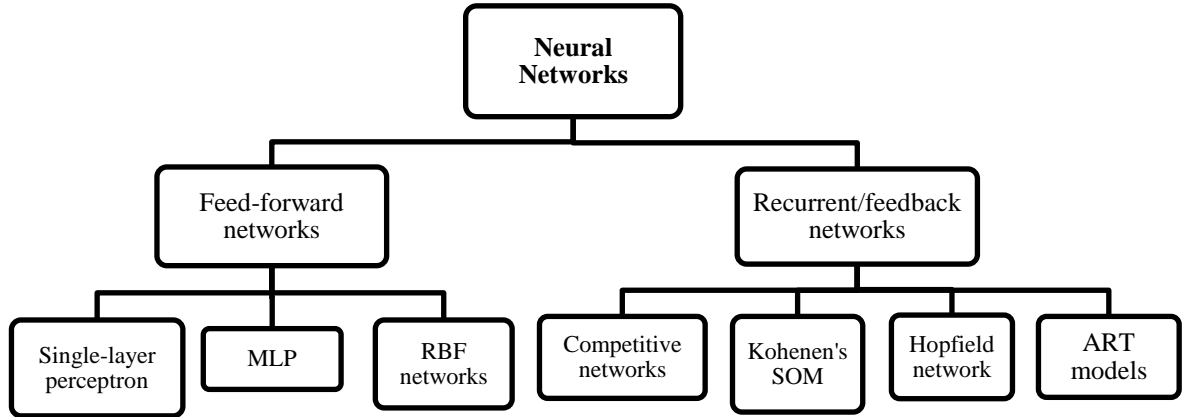 Neural
Networks
Feed-forward
networks
Recurrent/feedback
networks
Single-layer
perceptron
MLP
RBF
networks
Competitive
networks
Kohenen's
SOM
Hopfield
network
ART
models